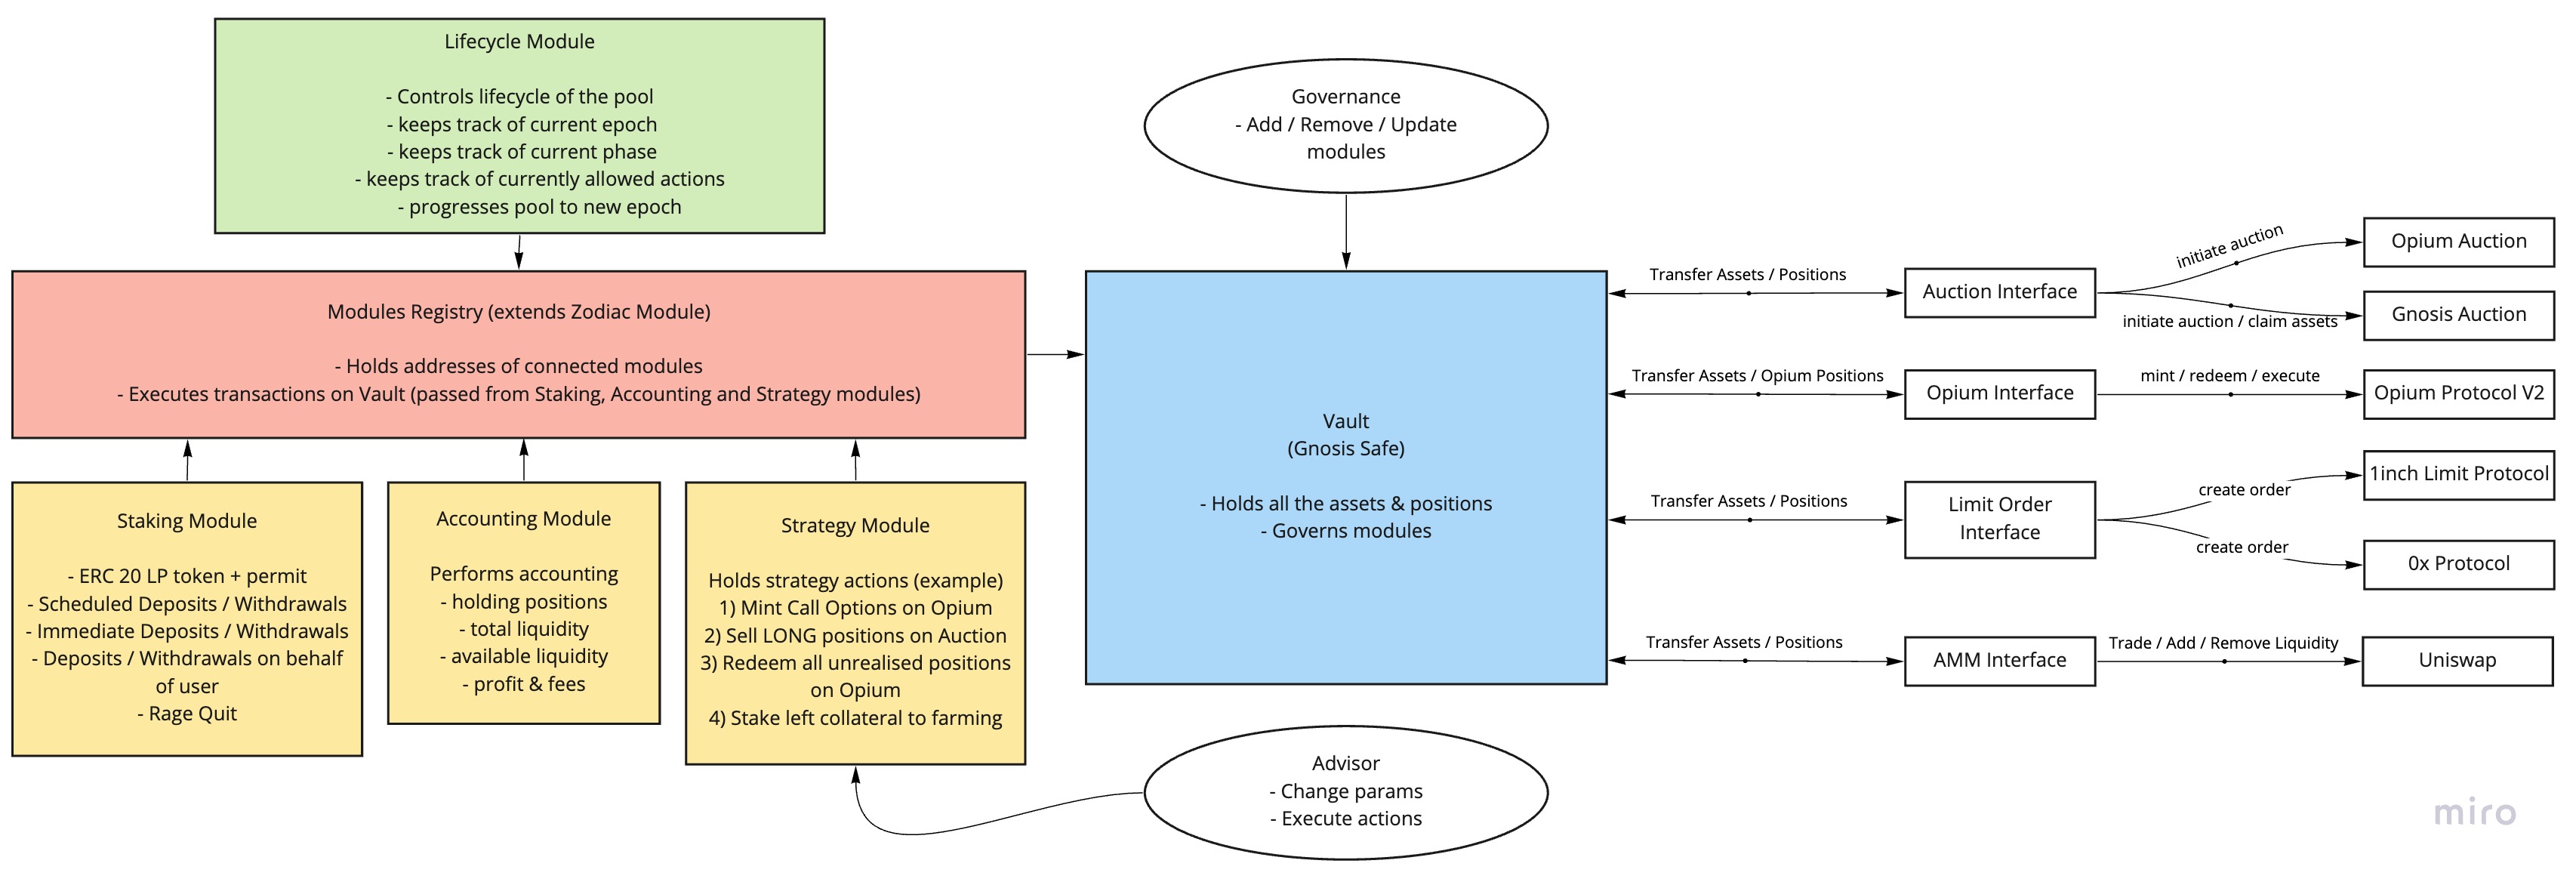 Lifecycle Module
- Controls lifecycle of the pool
- keeps track of current epoch
- keeps track of current phase
- keeps track of currently allowed actions
- progresses pool to new epoch
Modules Registry (extends Zodiac Module)
- Holds addresses of connected modules
- Executes transactions on Vault (passed from Staking, Accounting and Strategy modules)
Staking Module
- ERC 20 LP token + permit
- Scheduled Deposits / Withdrawals
- Immediate Deposits / Withdrawals
- Deposits / Withdrawals on behalf
of user
- Rage Quit
Accounting Module
Performs accounting
- holding positions
- total liquidity
- available liquidity
- profit & fees
Strategy Module
Holds strategy actions (example)
1) Mint Call Options on Opium
2) Sell LONG positions on Auction
3) Redeem all unrealised positions
on Opium
4) Stake left collateral to farming
Governance
- Add / Remove / Update
modules
Vault
(Gnosis Safe)
- Holds all the assets & positions
- Governs modules
Advisor
- Change params
- Execute actions
Transfer Assets / Positions
Auction Interface
initiate auction
Opium Auction
initiate auction / claim assets
Gnosis Auction
Transfer Assets / Opium Positions
Opium Interface
mint / redeem / execute
Opium Protocol V2
Transfer Assets / Positions
Limit Order
Interface
create order
1inch Limit Protocol
create order
0x Protocol
Transfer Assets / Positions
AMM Interface
Trade / Add / Remove Liquidity
Uniswap
miro